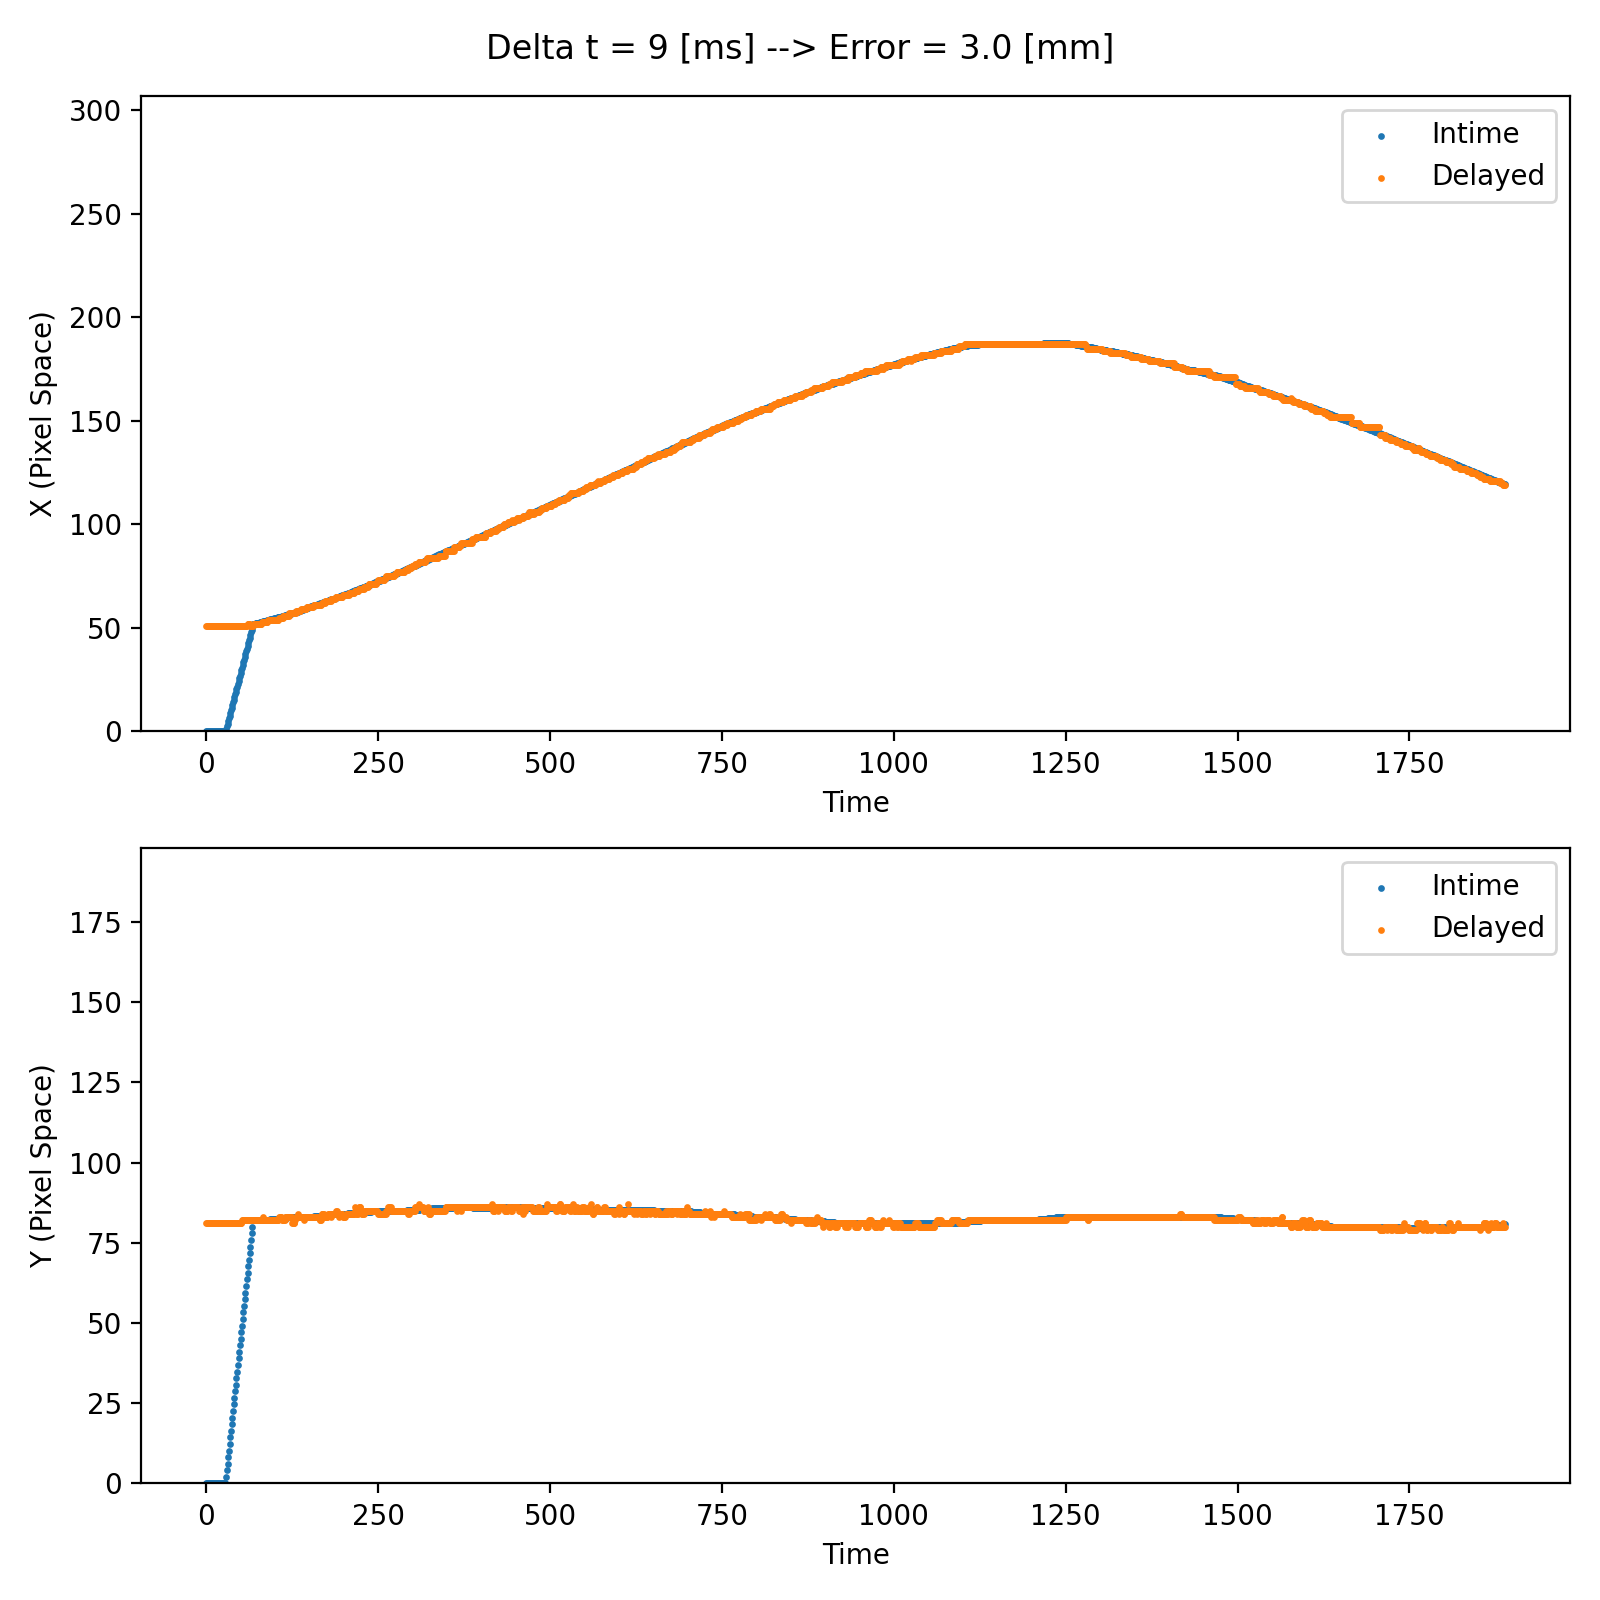 Delta t = 9 [ms] --> Error = 3.0 [mm]
300
250
200
150
100
50
0
X (Pixel Space)
Intime
Delayed
0 250 500 750 1000 1250 1500 1750
Time
175
150
125
100
75
50
25
0
Y (Pixel Space)
Intime
Delayed
0 250 500 750 1000 1250 1500 1750
Time